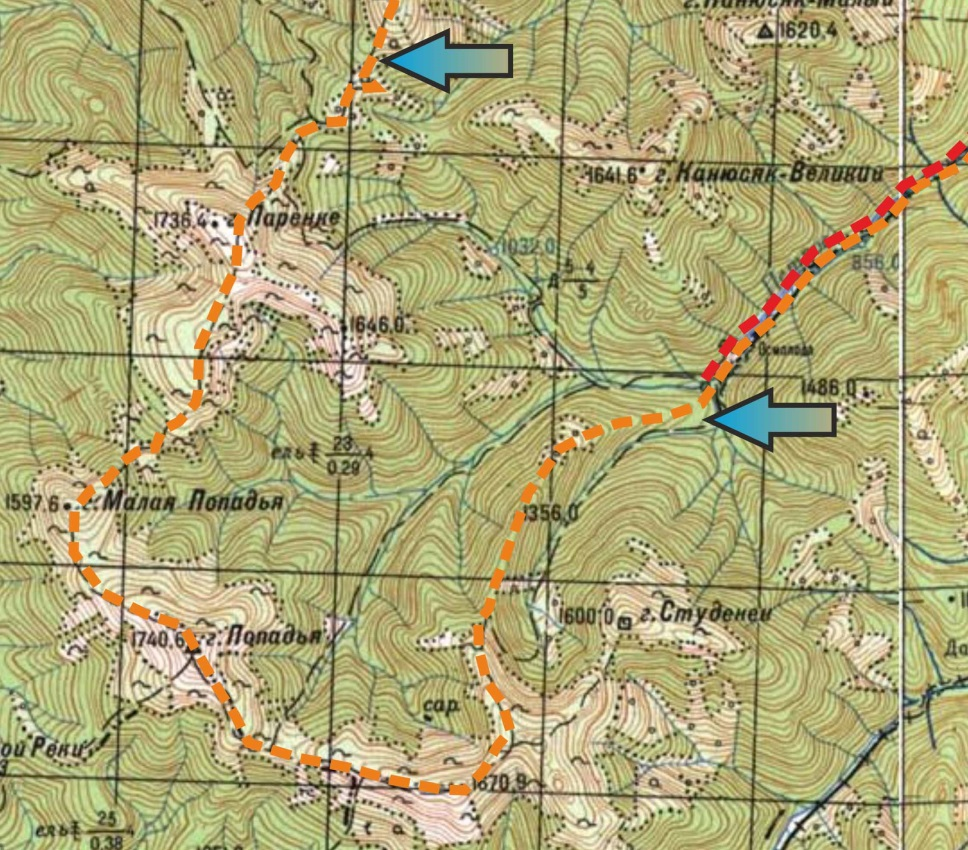 г.Канюсяк-Малый
1620,4
1641,6 г.Канюсяк-Великий
1736,4 г.Паренке
1032,0
д 5-4/5
856,0
1646,0
Осмолода
1486,0
ель 23/0.29 4
1597,6 г.Малая Попадья
1356,0
1600,0 г.Студенец
1740,6 г.Попадья
сар.
ой Реки
1670,9
ель 25/0.38 4